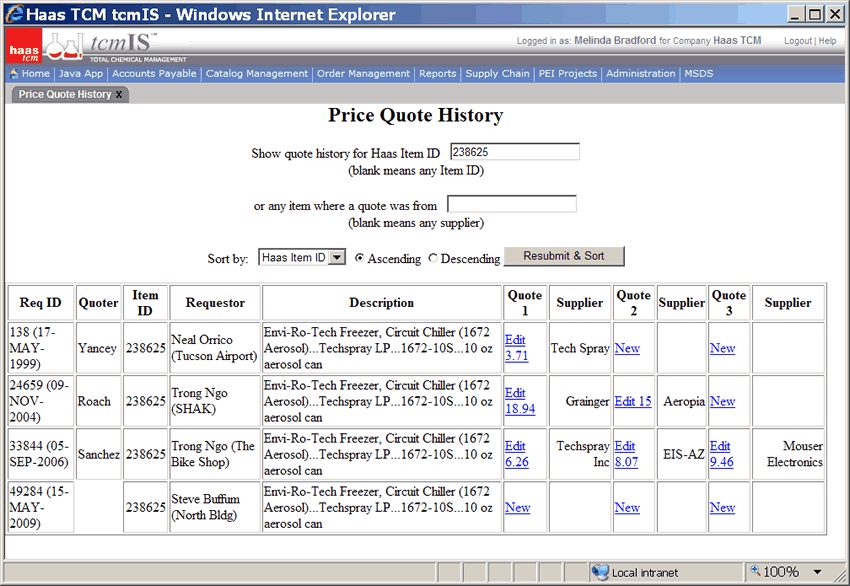 Haas TCM tcmIS - Windows Internet Explorer
haas tcm
tcmIS™
TOTAL CHEMICAL MANAGEMENT
Logged in as: Melinda Bradford for Company Haas TCM
Logout | Help
Home | Java App | Accounts Payable | Catalog Management | Order Management | Reports | Supply Chain | PEI Projects | Administration | MSDS
Price Quote History x
Price Quote History
Show quote history for Haas Item ID 238625
(blank means any Item ID)
or any item where a quote was from
(blank means any supplier)
Sort by: Haas Item ID Ascending Descending Resubmit & Sort
Req ID Quoter Item ID Requestor Description Quote 1 Supplier Quote 2 Supplier Quote 3 Supplier
138 (17-MAY-1999) Yancey 238625 Neal Orrico (Tucson Airport) Envi-Ro-Tech Freezer, Circuit Chiller (1672 Aerosol)...Techspray LP...1672-10S...10 oz aerosol can Edit 3.71 Tech Spray New New
24659 (09-NOV-2004) Roach 238625 Trong Ngo (SHAK) Envi-Ro-Tech Freezer, Circuit Chiller (1672 Aerosol)...Techspray LP...1672-10S...10 oz aerosol can Edit 18.94 Grainger Edit 15 Aeropia New
33844 (05-SEP-2006) Sanchez 238625 Trong Ngo (The Bike Shop) Envi-Ro-Tech Freezer, Circuit Chiller (1672 Aerosol)...Techspray LP...1672-10S...10 oz aerosol can Edit 6.26 Techspray Inc Edit 8.07 EIS-AZ Edit 9.46 Mouser Electronics
49284 (15-MAY-2009) 238625 Steve Buffum (North Bldg) Envi-Ro-Tech Freezer, Circuit Chiller (1672 Aerosol)...Techspray LP...1672-10S...10 oz aerosol can New New New
Local intranet
100%